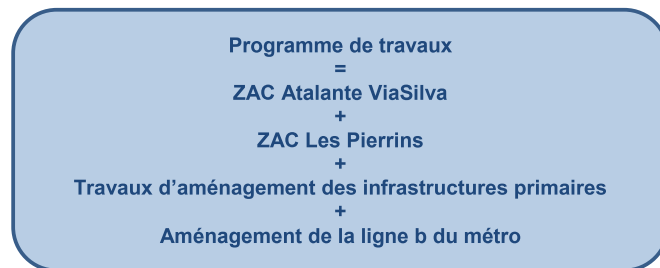 Programme de travaux
=
ZAC Atalante ViaSilva
+
ZAC Les Pierrins
+
Travaux d'aménagement des infrastructures primaires
+
Aménagement de la ligne b du métro